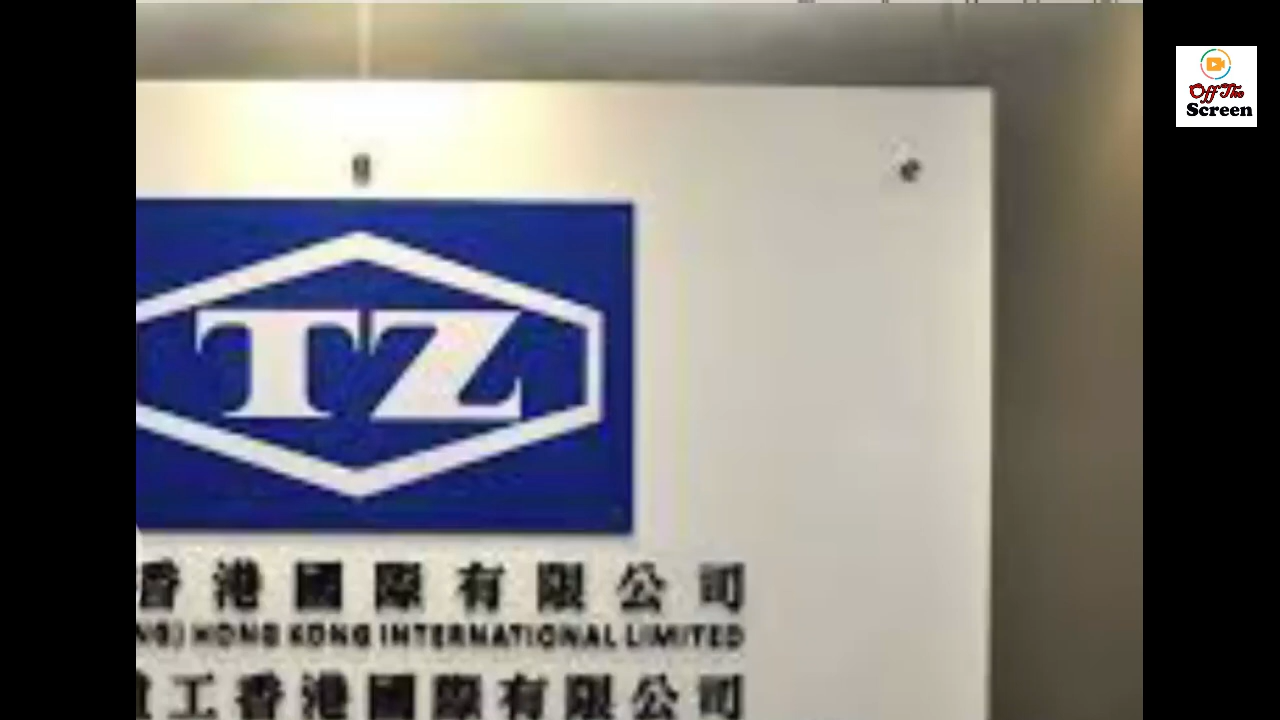 Off The
Screen
TZ
香港國際有限公司
NG) HONG KONG INTERNATIONAL LIMITED
工香港國際有限公司